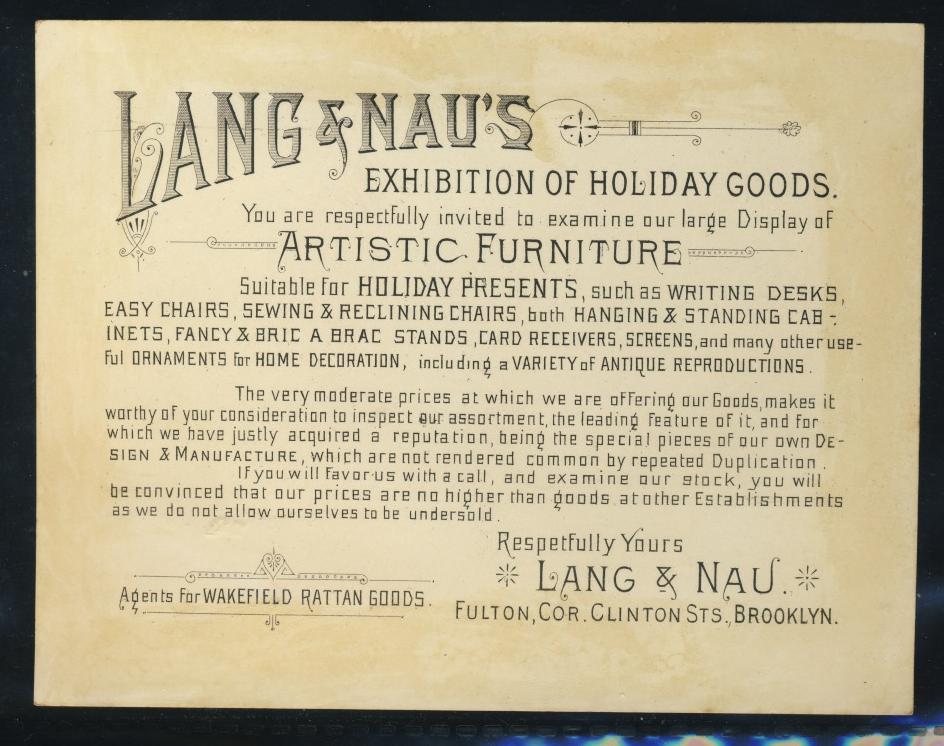 LANG & NAU'S
EXHIBITION OF HOLIDAY GOODS.
You are respectfully invited to examine our large Display of
ARTISTIC FURNITURE
Suitable for HOLIDAY PRESENTS, such as WRITING DESKS,
EASY CHAIRS, SEWING & RECLINING CHAIRS, both HANGING & STANDING CAB-
INETS, FANCY & BRIC A BRAC STANDS, CARD RECEIVERS, SCREENS, and many other use-
ful ORNAMENTS for HOME DECORATION, including a VARIETY of ANTIQUE REPRODUCTIONS.
The very moderate prices at which we are offering our Goods, makes it
worthy of your consideration to inspect our assortment, the leading feature of it, and for
which we have justly acquired a reputation, being the special pieces of our own DE-
SIGN & MANUFACTURE, which are not rendered common by repeated Duplication.
If you will favor us with a call, and examine our stock, you will
be convinced that our prices are no higher than goods at other Establishments
as we do not allow ourselves to be undersold.
Respetfully Yours
LANG & NAU.
Agents for WAKEFIELD RATTAN GOODS.
FULTON, COR. CLINTON STS., BROOKLYN.